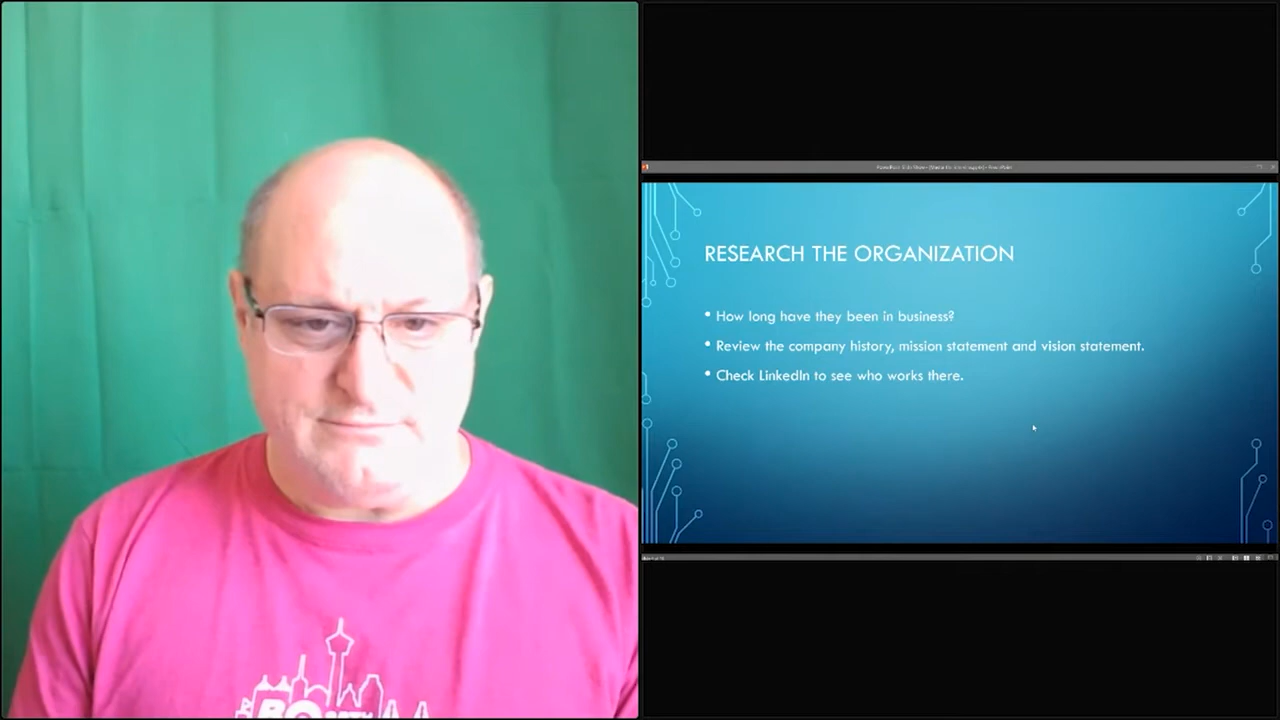 RESEARCH THE ORGANIZATION
• How long have they been in business?
• Review the company history, mission statement and vision statement.
• Check LinkedIn to see who works there.